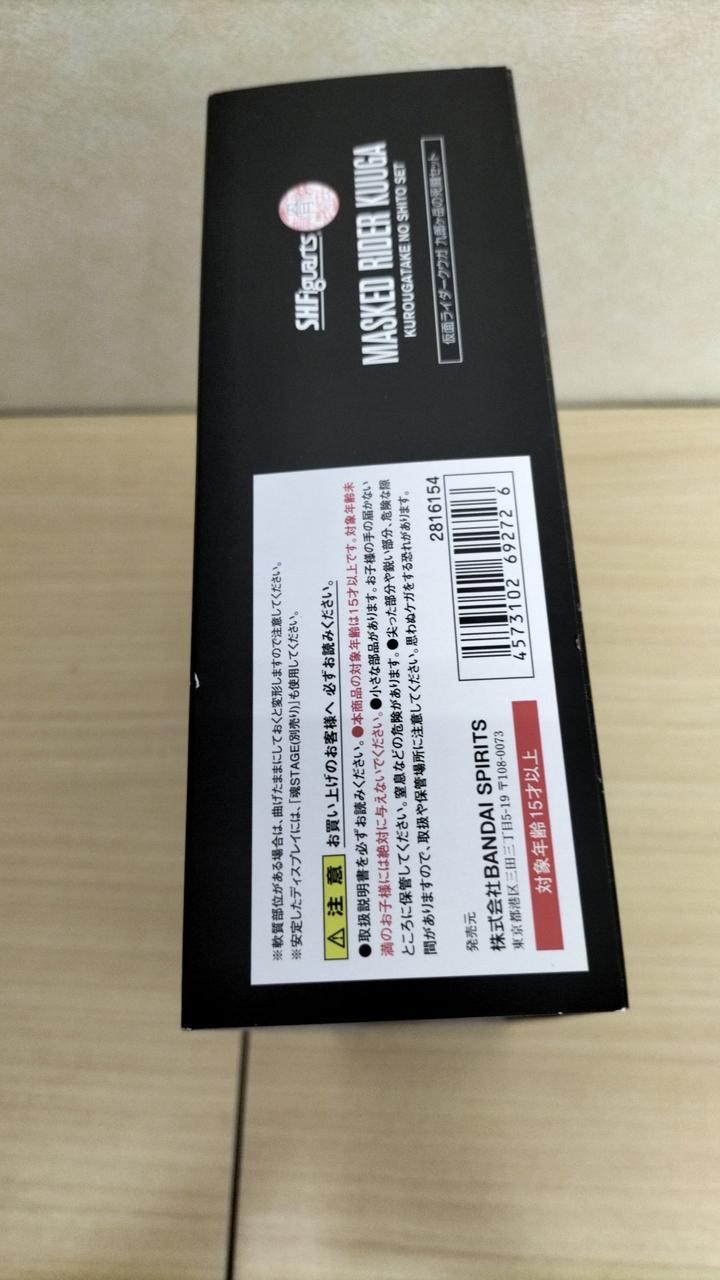 S.H.Figuarts
MASKED RIDER KUUGA
KUROUGATAKE NO SHITO SET
仮面ライダークウガ 九郎ヶ岳の死闘セット
※軟質部位がある場合は、曲げたままにしておくと変形しますので注意してください。
※安定したディスプレイには、「魂STAGE(別売り)」も使用してください。
注意 お買い上げのお客様へ 必ずお読みください。
●取扱説明書を必ずお読みください。●本商品の対象年齢は15才以上です。対象年齢未
満のお子様には絶対に与えないでください。●小さな部品があります。お子様の手の届かない
ところに保管してください。窒息などの危険があります。●尖った部分や鋭い部分、危険な隙
間がありますので、取扱や保管場所に注意してください。思わぬケガをする恐れがあります。
2816154
4573102 69272 6
発売元
株式会社BANDAI SPIRITS
東京都港区三田三丁目5-19 〒108-0073
対象年齢15才以上